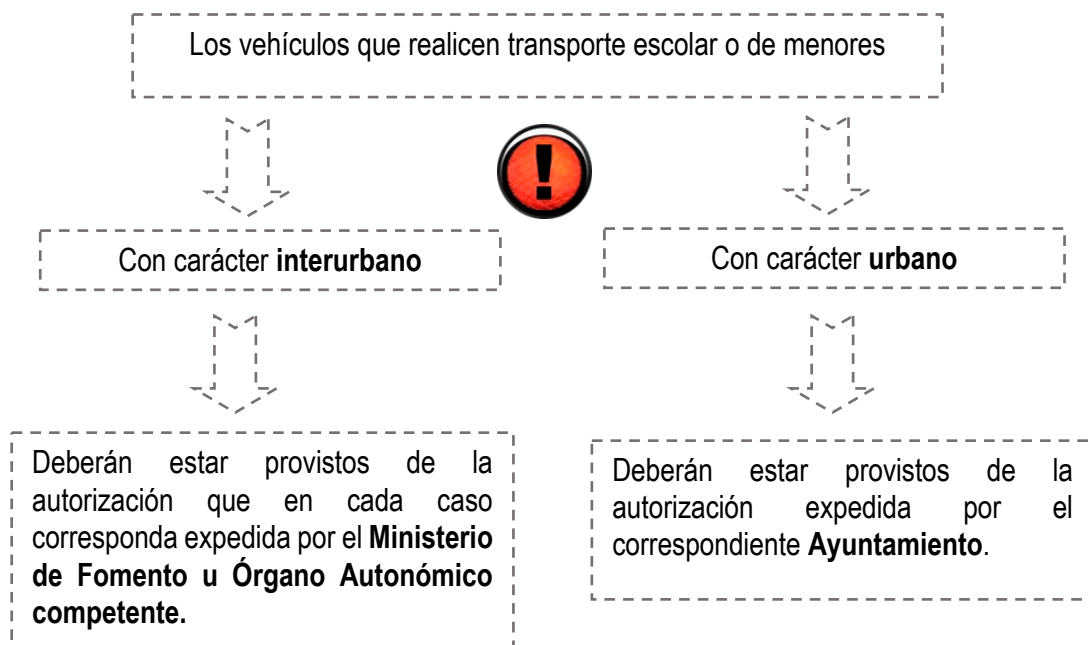 Los vehículos que realicen transporte escolar o de menores
!
Con carácter interurbano
Con carácter urbano
Deberán estar provistos de la
autorización que en cada caso
corresponda expedida por el Ministerio
de Fomento u Órgano Autonómico
competente.
Deberán estar provistos de la
autorización expedida por el
correspondiente Ayuntamiento.